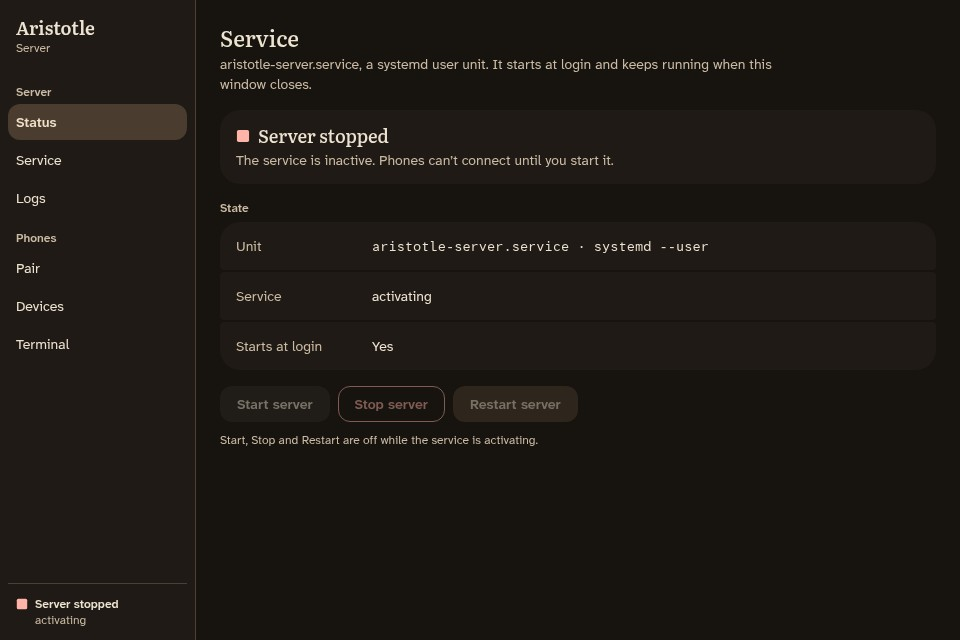 Aristotle
Server
Server
Status
Service
Logs
Phones
Pair
Devices
Terminal
Server stopped
activating
Service
aristotle-server.service, a systemd user unit. It starts at login and keeps running when this
window closes.
Server stopped
The service is inactive. Phones can't connect until you start it.
State
Unit aristotle-server.service · systemd --user
Service activating
Starts at login Yes
Start server Stop server Restart server
Start, Stop and Restart are off while the service is activating.